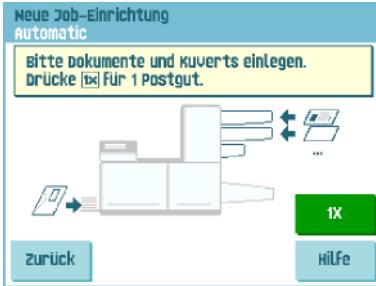 Neue Job-Einrichtung
Automatic
Bitte Dokumente und Kuverts einlegen.
Drücke 1x für 1 Postgut.
...
1X
Zurück
Hilfe